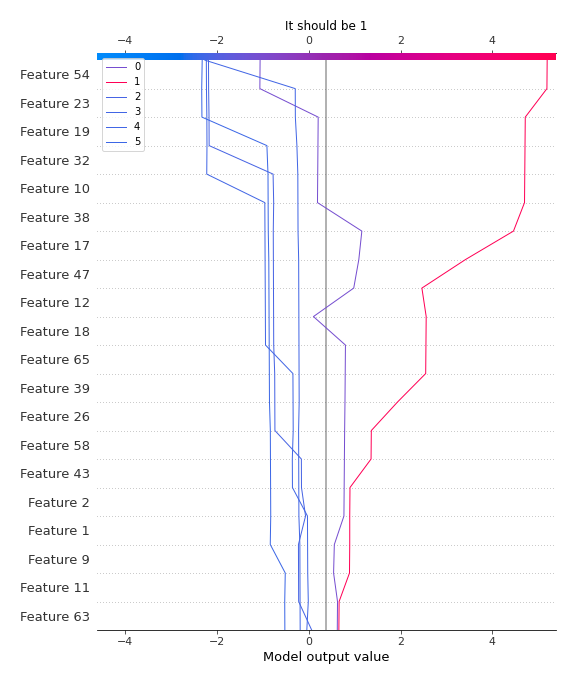 It should be 1
−4 −2 0 2 4
0
1
2
3
4
5
Feature 54
Feature 23
Feature 19
Feature 32
Feature 10
Feature 38
Feature 17
Feature 47
Feature 12
Feature 18
Feature 65
Feature 39
Feature 26
Feature 58
Feature 43
Feature 2
Feature 1
Feature 9
Feature 11
Feature 63
−4 −2 0 2 4
Model output value